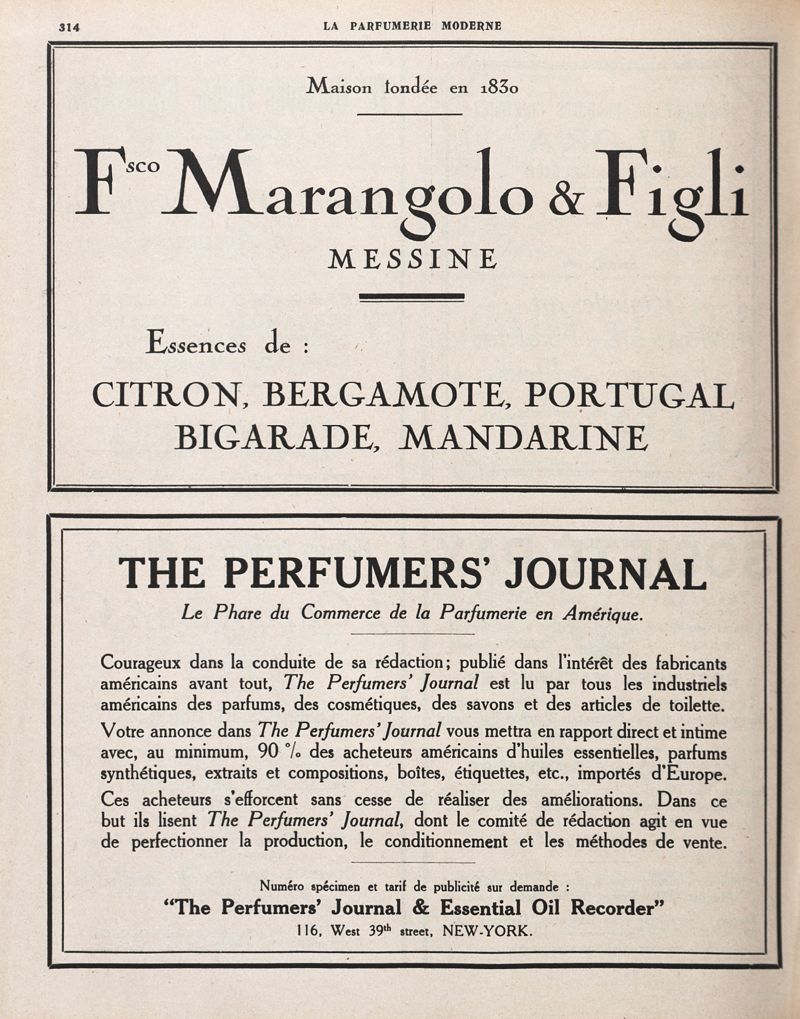 314
LA PARFUMERIE MODERNE
Maison fondée en 1830
Fsco Marangolo & Figli
MESSINE
Essences de :
CITRON, BERGAMOTE, PORTUGAL
BIGARADE, MANDARINE
THE PERFUMERS' JOURNAL
Le Phare du Commerce de la Parfumerie en Amérique.
Courageux dans la conduite de sa rédaction; publié dans l'intérêt des fabricants
américains avant tout, The Perfumers' Journal est lu par tous les industriels
américains des parfums, des cosmétiques, des savons et des articles de toilette.
Votre annonce dans The Perfumers' Journal vous mettra en rapport direct et intime
avec, au minimum, 90 % des acheteurs américains d'huiles essentielles, parfums
synthétiques, extraits et compositions, boîtes, étiquettes, etc., importés d'Europe.
Ces acheteurs s'efforcent sans cesse de réaliser des améliorations. Dans ce
but ils lisent The Perfumers' Journal, dont le comité de rédaction agit en vue
de perfectionner la production, le conditionnement et les méthodes de vente.
Numéro spécimen et tarif de publicité sur demande :
"The Perfumers' Journal & Essential Oil Recorder"
116, West 39th street, NEW-YORK.